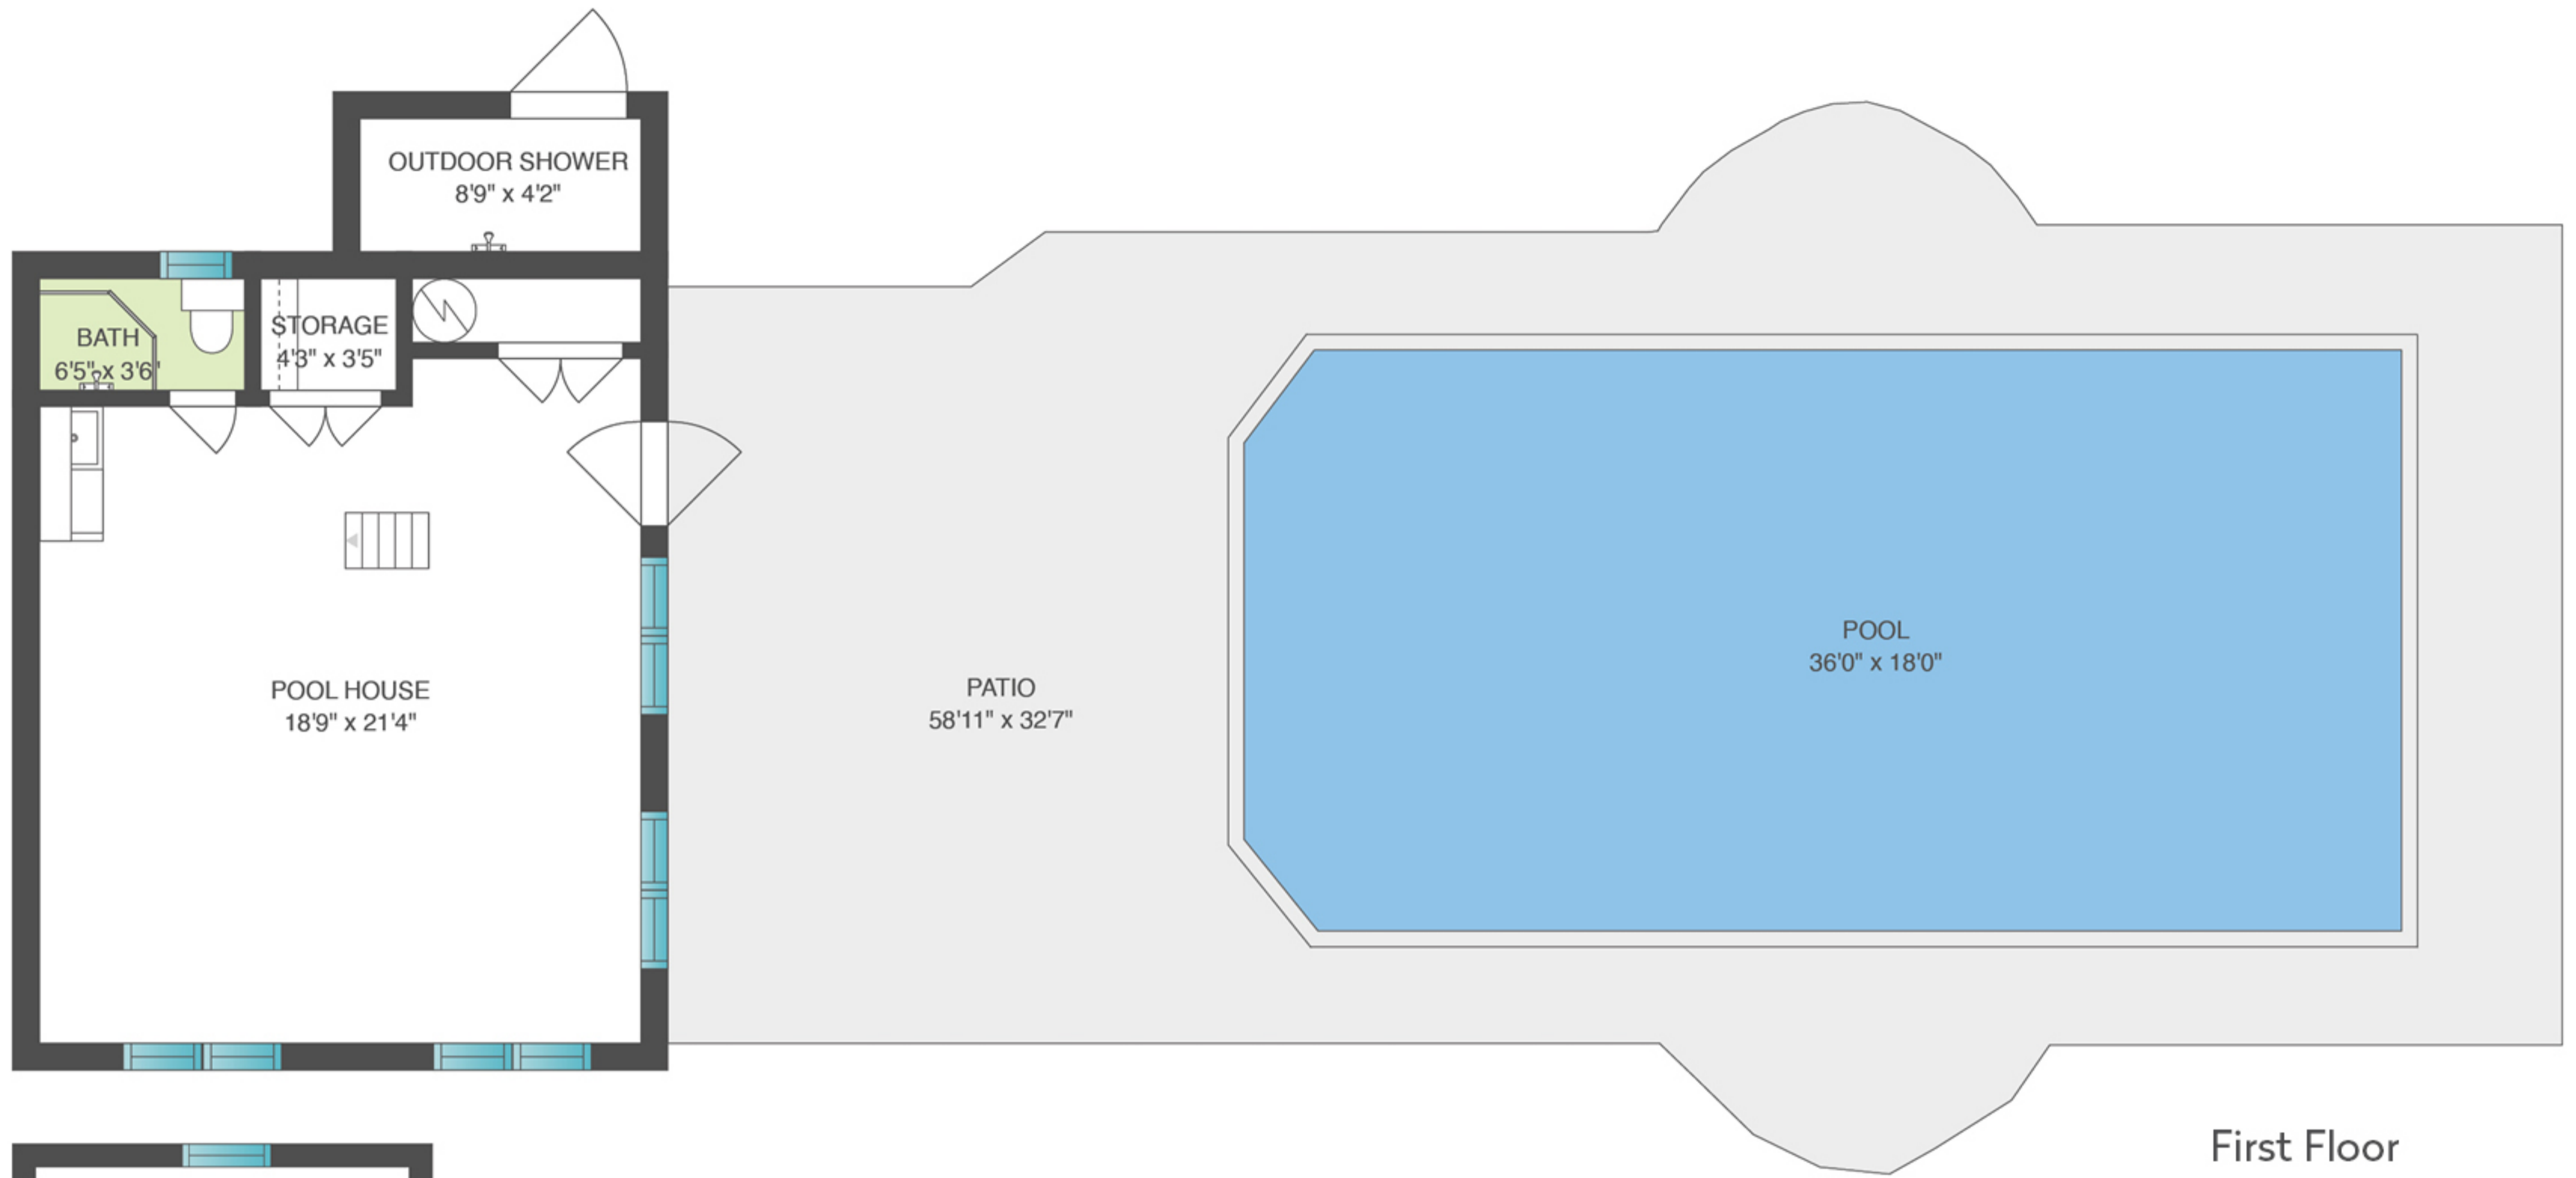 OUTDOOR SHOWER
8'9" x 4'2"
BATH
6'5" x 3'6"
STORAGE
4'3" x 3'5"
POOL HOUSE
18'9" x 21'4"
PATIO
58'11" x 32'7"
POOL
36'0" x 18'0"
First Floor